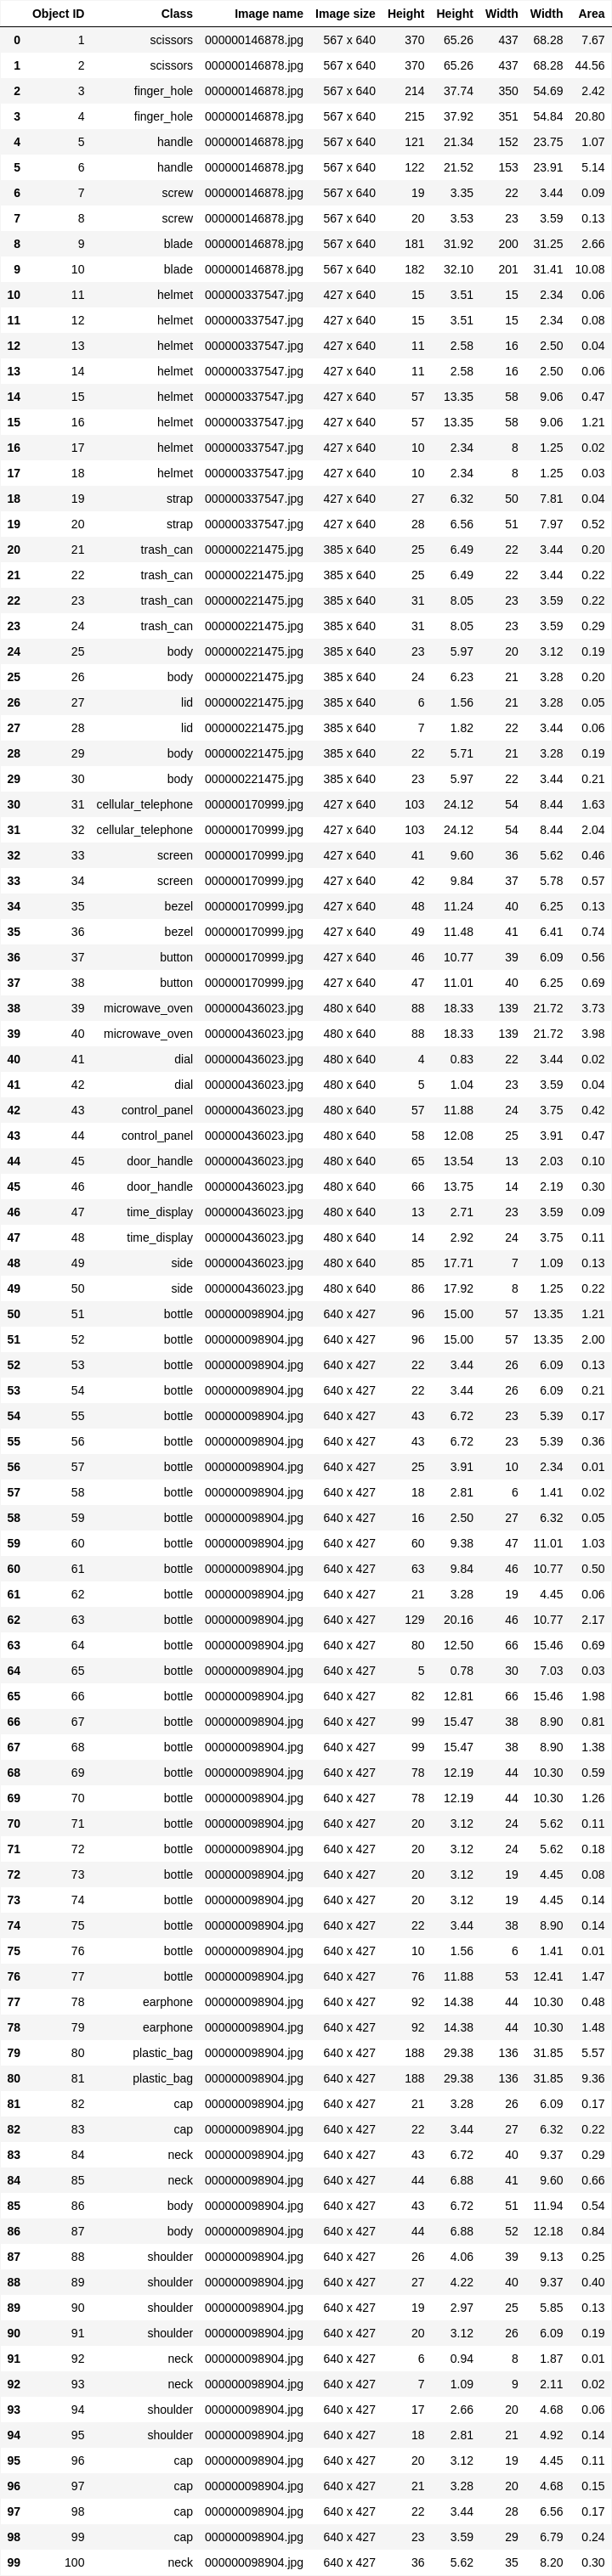 Object ID Class Image name Image size Height Height Width Width Area
0 1 scissors 000000146878.jpg 567 x 640 370 65.26 437 68.28 7.67
1 2 scissors 000000146878.jpg 567 x 640 370 65.26 437 68.28 44.56
2 3 finger_hole 000000146878.jpg 567 x 640 214 37.74 350 54.69 2.42
3 4 finger_hole 000000146878.jpg 567 x 640 215 37.92 351 54.84 20.80
4 5 handle 000000146878.jpg 567 x 640 121 21.34 152 23.75 1.07
5 6 handle 000000146878.jpg 567 x 640 122 21.52 153 23.91 5.14
6 7 screw 000000146878.jpg 567 x 640 19 3.35 22 3.44 0.09
7 8 screw 000000146878.jpg 567 x 640 20 3.53 23 3.59 0.13
8 9 blade 000000146878.jpg 567 x 640 181 31.92 200 31.25 2.66
9 10 blade 000000146878.jpg 567 x 640 182 32.10 201 31.41 10.08
10 11 helmet 000000337547.jpg 427 x 640 15 3.51 15 2.34 0.06
11 12 helmet 000000337547.jpg 427 x 640 15 3.51 15 2.34 0.08
12 13 helmet 000000337547.jpg 427 x 640 11 2.58 16 2.50 0.04
13 14 helmet 000000337547.jpg 427 x 640 11 2.58 16 2.50 0.06
14 15 helmet 000000337547.jpg 427 x 640 57 13.35 58 9.06 0.47
15 16 helmet 000000337547.jpg 427 x 640 57 13.35 58 9.06 1.21
16 17 helmet 000000337547.jpg 427 x 640 10 2.34 8 1.25 0.02
17 18 helmet 000000337547.jpg 427 x 640 10 2.34 8 1.25 0.03
18 19 strap 000000337547.jpg 427 x 640 27 6.32 50 7.81 0.04
19 20 strap 000000337547.jpg 427 x 640 28 6.56 51 7.97 0.52
20 21 trash_can 000000221475.jpg 385 x 640 25 6.49 22 3.44 0.20
21 22 trash_can 000000221475.jpg 385 x 640 25 6.49 22 3.44 0.22
22 23 trash_can 000000221475.jpg 385 x 640 31 8.05 23 3.59 0.22
23 24 trash_can 000000221475.jpg 385 x 640 31 8.05 23 3.59 0.29
24 25 body 000000221475.jpg 385 x 640 23 5.97 20 3.12 0.19
25 26 body 000000221475.jpg 385 x 640 24 6.23 21 3.28 0.20
26 27 lid 000000221475.jpg 385 x 640 6 1.56 21 3.28 0.05
27 28 lid 000000221475.jpg 385 x 640 7 1.82 22 3.44 0.06
28 29 body 000000221475.jpg 385 x 640 22 5.71 21 3.28 0.19
29 30 body 000000221475.jpg 385 x 640 23 5.97 22 3.44 0.21
30 31 cellular_telephone 000000170999.jpg 427 x 640 103 24.12 54 8.44 1.63
31 32 cellular_telephone 000000170999.jpg 427 x 640 103 24.12 54 8.44 2.04
32 33 screen 000000170999.jpg 427 x 640 41 9.60 36 5.62 0.46
33 34 screen 000000170999.jpg 427 x 640 42 9.84 37 5.78 0.57
34 35 bezel 000000170999.jpg 427 x 640 48 11.24 40 6.25 0.13
35 36 bezel 000000170999.jpg 427 x 640 49 11.48 41 6.41 0.74
36 37 button 000000170999.jpg 427 x 640 46 10.77 39 6.09 0.56
37 38 button 000000170999.jpg 427 x 640 47 11.01 40 6.25 0.69
38 39 microwave_oven 000000436023.jpg 480 x 640 88 18.33 139 21.72 3.73
39 40 microwave_oven 000000436023.jpg 480 x 640 88 18.33 139 21.72 3.98
40 41 dial 000000436023.jpg 480 x 640 4 0.83 22 3.44 0.02
41 42 dial 000000436023.jpg 480 x 640 5 1.04 23 3.59 0.04
42 43 control_panel 000000436023.jpg 480 x 640 57 11.88 24 3.75 0.42
43 44 control_panel 000000436023.jpg 480 x 640 58 12.08 25 3.91 0.47
44 45 door_handle 000000436023.jpg 480 x 640 65 13.54 13 2.03 0.10
45 46 door_handle 000000436023.jpg 480 x 640 66 13.75 14 2.19 0.30
46 47 time_display 000000436023.jpg 480 x 640 13 2.71 23 3.59 0.09
47 48 time_display 000000436023.jpg 480 x 640 14 2.92 24 3.75 0.11
48 49 side 000000436023.jpg 480 x 640 85 17.71 7 1.09 0.13
49 50 side 000000436023.jpg 480 x 640 86 17.92 8 1.25 0.22
50 51 bottle 000000098904.jpg 640 x 427 96 15.00 57 13.35 1.21
51 52 bottle 000000098904.jpg 640 x 427 96 15.00 57 13.35 2.00
52 53 bottle 000000098904.jpg 640 x 427 22 3.44 26 6.09 0.13
53 54 bottle 000000098904.jpg 640 x 427 22 3.44 26 6.09 0.21
54 55 bottle 000000098904.jpg 640 x 427 43 6.72 23 5.39 0.17
55 56 bottle 000000098904.jpg 640 x 427 43 6.72 23 5.39 0.36
56 57 bottle 000000098904.jpg 640 x 427 25 3.91 10 2.34 0.01
57 58 bottle 000000098904.jpg 640 x 427 18 2.81 6 1.41 0.02
58 59 bottle 000000098904.jpg 640 x 427 16 2.50 27 6.32 0.05
59 60 bottle 000000098904.jpg 640 x 427 60 9.38 47 11.01 1.03
60 61 bottle 000000098904.jpg 640 x 427 63 9.84 46 10.77 0.50
61 62 bottle 000000098904.jpg 640 x 427 21 3.28 19 4.45 0.06
62 63 bottle 000000098904.jpg 640 x 427 129 20.16 46 10.77 2.17
63 64 bottle 000000098904.jpg 640 x 427 80 12.50 66 15.46 0.69
64 65 bottle 000000098904.jpg 640 x 427 5 0.78 30 7.03 0.03
65 66 bottle 000000098904.jpg 640 x 427 82 12.81 66 15.46 1.98
66 67 bottle 000000098904.jpg 640 x 427 99 15.47 38 8.90 0.81
67 68 bottle 000000098904.jpg 640 x 427 99 15.47 38 8.90 1.38
68 69 bottle 000000098904.jpg 640 x 427 78 12.19 44 10.30 0.59
69 70 bottle 000000098904.jpg 640 x 427 78 12.19 44 10.30 1.26
70 71 bottle 000000098904.jpg 640 x 427 20 3.12 24 5.62 0.11
71 72 bottle 000000098904.jpg 640 x 427 20 3.12 24 5.62 0.18
72 73 bottle 000000098904.jpg 640 x 427 20 3.12 19 4.45 0.08
73 74 bottle 000000098904.jpg 640 x 427 20 3.12 19 4.45 0.14
74 75 bottle 000000098904.jpg 640 x 427 22 3.44 38 8.90 0.14
75 76 bottle 000000098904.jpg 640 x 427 10 1.56 6 1.41 0.01
76 77 bottle 000000098904.jpg 640 x 427 76 11.88 53 12.41 1.47
77 78 earphone 000000098904.jpg 640 x 427 92 14.38 44 10.30 0.48
78 79 earphone 000000098904.jpg 640 x 427 92 14.38 44 10.30 1.48
79 80 plastic_bag 000000098904.jpg 640 x 427 188 29.38 136 31.85 5.57
80 81 plastic_bag 000000098904.jpg 640 x 427 188 29.38 136 31.85 9.36
81 82 cap 000000098904.jpg 640 x 427 21 3.28 26 6.09 0.17
82 83 cap 000000098904.jpg 640 x 427 22 3.44 27 6.32 0.22
83 84 neck 000000098904.jpg 640 x 427 43 6.72 40 9.37 0.29
84 85 neck 000000098904.jpg 640 x 427 44 6.88 41 9.60 0.66
85 86 body 000000098904.jpg 640 x 427 43 6.72 51 11.94 0.54
86 87 body 000000098904.jpg 640 x 427 44 6.88 52 12.18 0.84
87 88 shoulder 000000098904.jpg 640 x 427 26 4.06 39 9.13 0.25
88 89 shoulder 000000098904.jpg 640 x 427 27 4.22 40 9.37 0.40
89 90 shoulder 000000098904.jpg 640 x 427 19 2.97 25 5.85 0.13
90 91 shoulder 000000098904.jpg 640 x 427 20 3.12 26 6.09 0.19
91 92 neck 000000098904.jpg 640 x 427 6 0.94 8 1.87 0.01
92 93 neck 000000098904.jpg 640 x 427 7 1.09 9 2.11 0.02
93 94 shoulder 000000098904.jpg 640 x 427 17 2.66 20 4.68 0.06
94 95 shoulder 000000098904.jpg 640 x 427 18 2.81 21 4.92 0.14
95 96 cap 000000098904.jpg 640 x 427 20 3.12 19 4.45 0.11
96 97 cap 000000098904.jpg 640 x 427 21 3.28 20 4.68 0.15
97 98 cap 000000098904.jpg 640 x 427 22 3.44 28 6.56 0.17
98 99 cap 000000098904.jpg 640 x 427 23 3.59 29 6.79 0.24
99 100 neck 000000098904.jpg 640 x 427 36 5.62 35 8.20 0.30